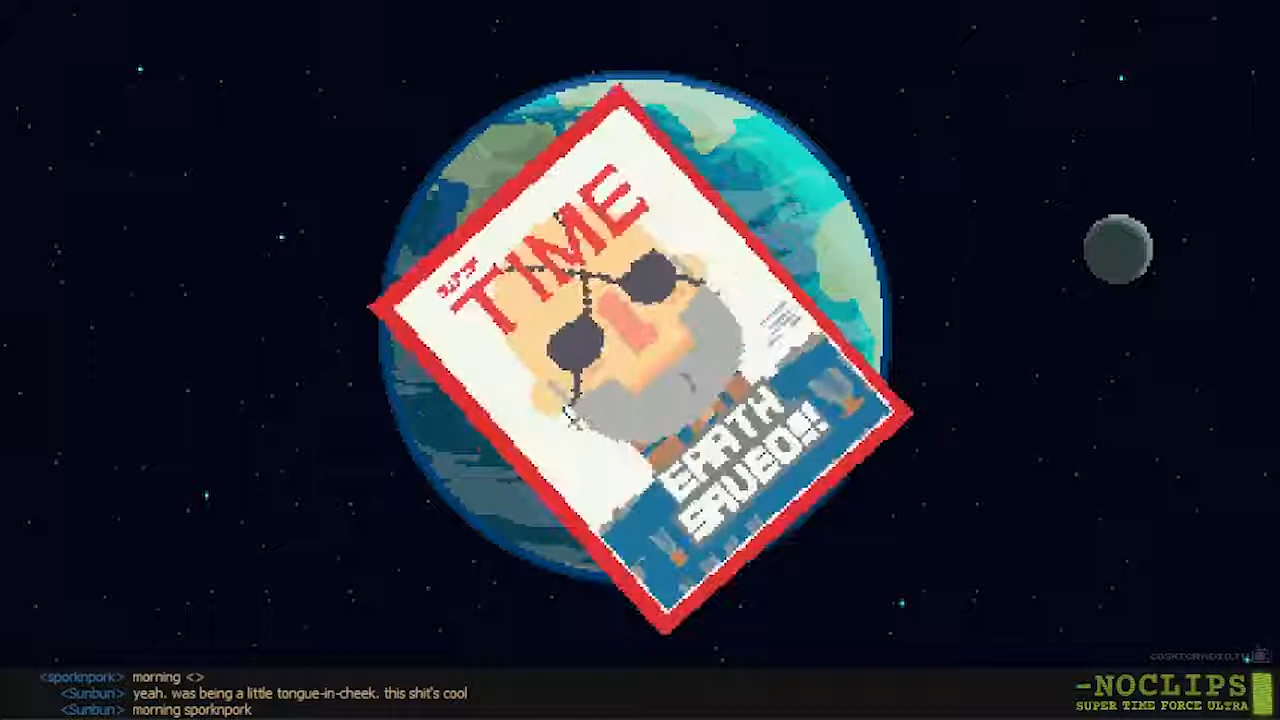 SUPER
TIME
EARTH
SAVED!!!
<sporknpork> morning <>
<Sunbun> yeah. was being a little tongue-in-cheek. this shit's cool
<Sunbun> morning sporknpork
-NOCLIPS
SUPER TIME FORCE ULTRA